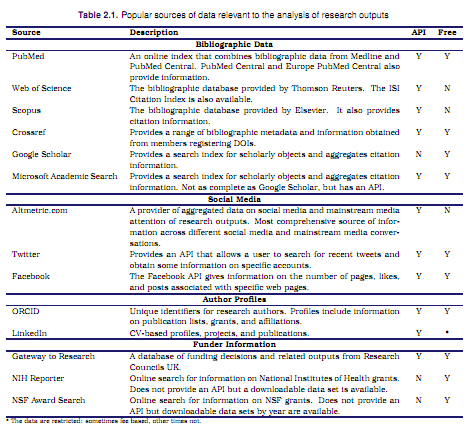 Table 2.1. Popular sources of data relevant to the analysis of research outputs
Source Description API Free
Bibliographic Data
PubMed An online index that combines bibliographic data from Medline and Y Y
PubMed Central. PubMed Central and Europe PubMed Central also
provide information.
Web of Science The bibliographic database provided by Thomson Reuters. The ISI Y N
Citation Index is also available.
Scopus The bibliographic database provided by Elsevier. It also provides Y N
citation information.
Crossref Provides a range of bibliographic metadata and information obtained Y Y
from members registering DOIs.
Google Scholar Provides a search index for scholarly objects and aggregates citation N Y
information.
Microsoft Academic Search Provides a search index for scholarly objects and aggregates citation Y Y
information. Not as complete as Google Scholar, but has an API.
Social Media
Altmetric.com A provider of aggregated data on social media and mainstream media Y N
attention of research outputs. Most comprehensive source of infor-
mation across different social media and mainstream media conver-
sations.
Twitter Provides an API that allows a user to search for recent tweets and Y Y
obtain some information on specific accounts.
Facebook The Facebook API gives information on the number of pages, likes, Y Y
and posts associated with specific web pages.
Author Profiles
ORCID Unique identifiers for research authors. Profiles include information Y Y
on publication lists, grants, and affiliations.
LinkedIn CV-based profiles, projects, and publications. Y *
Funder Information
Gateway to Research A database of funding decisions and related outputs from Research Y Y
Councils UK.
NIH Reporter Online search for information on National Institutes of Health grants. N Y
Does not provide an API but a downloadable data set is available.
NSF Award Search Online search for information on NSF grants. Does not provide an N Y
API but downloadable data sets by year are available.
* The data are restricted: sometimes fee based, other times not.